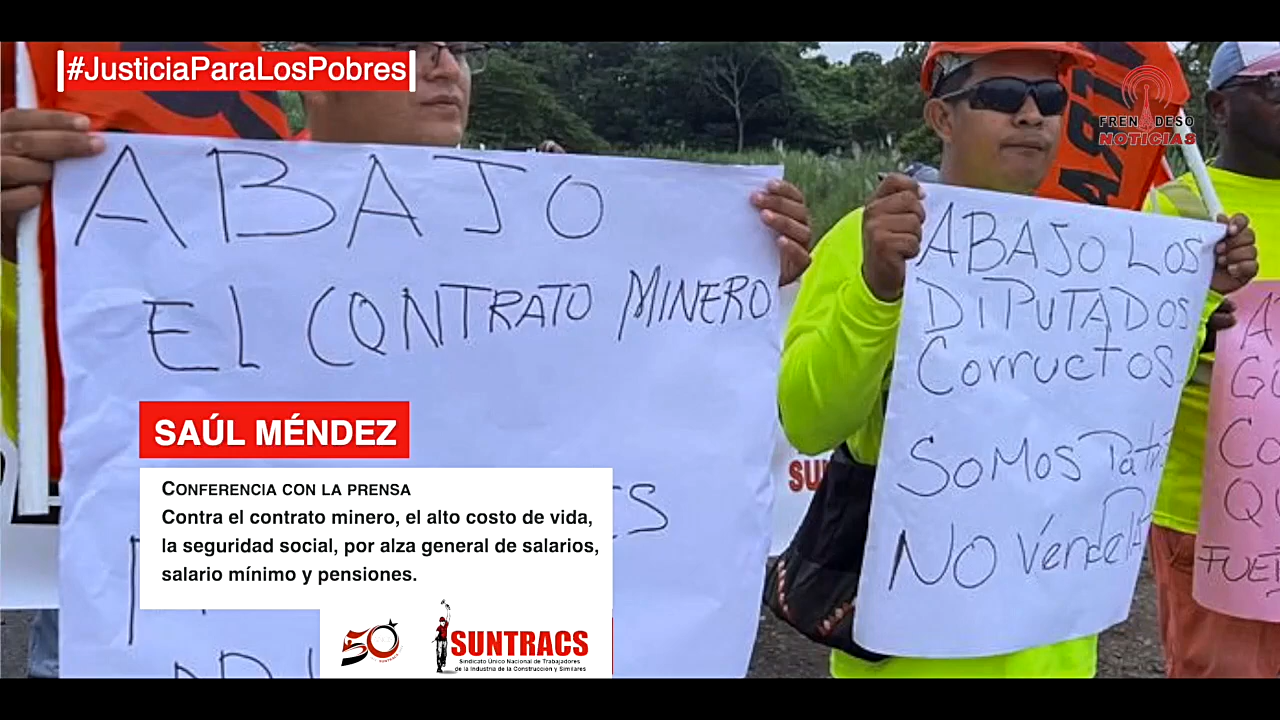 #JusticiaParaLosPobres
FRENADESO
NOTICIAS
ABAJO
EL CONTRATO MINERO
ABAJO LOS
DIPUTADOS
Corructos
SOMOS
NO
SAÚL MÉNDEZ
CONFERENCIA CON LA PRENSA
Contra el contrato minero, el alto costo de vida,
la seguridad social, por alza general de salarios,
salario mínimo y pensiones.
50
SUNTRACS
SUNTRACS
Sindicato Único Nacional de Trabajadores
de la Industria de la Construcción y Similares